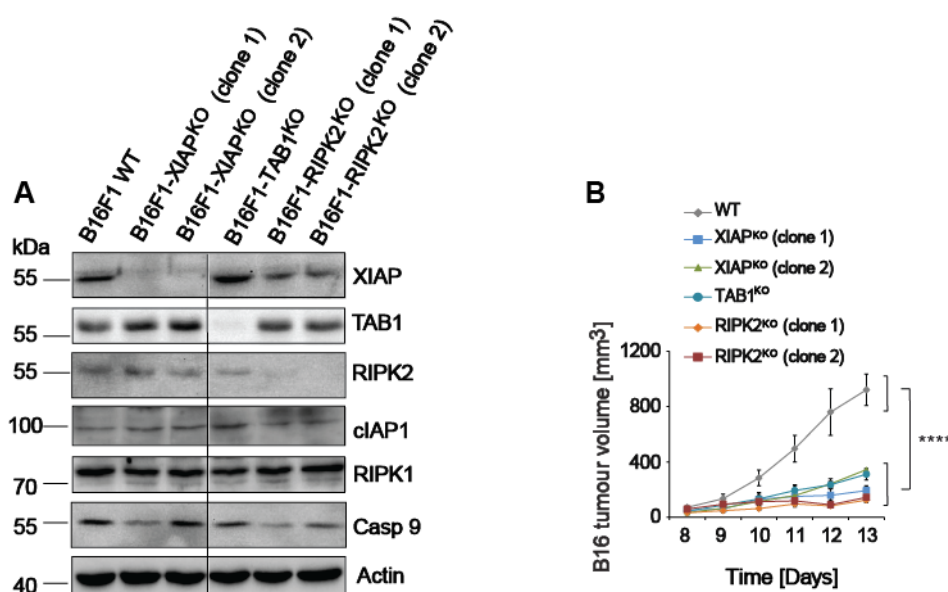 A
B16F1 WT
B16F1-XIAPKO (clone 1)
B16F1-XIAPKO (clone 2)
B16F1-TAB1KO
B16F1-RIPK2KO (clone 1)
B16F1-RIPK2KO (clone 2)
kDa
55 XIAP
55 TAB1
55 RIPK2
100 cIAP1
70 RIPK1
55 Casp 9
40 Actin
B
WT
XIAPKO (clone 1)
XIAPKO (clone 2)
TAB1KO
RIPK2KO (clone 1)
RIPK2KO (clone 2)
B16 tumour volume [mm3]
1200
800
400
0
****
8 9 10 11 12 13
Time [Days]